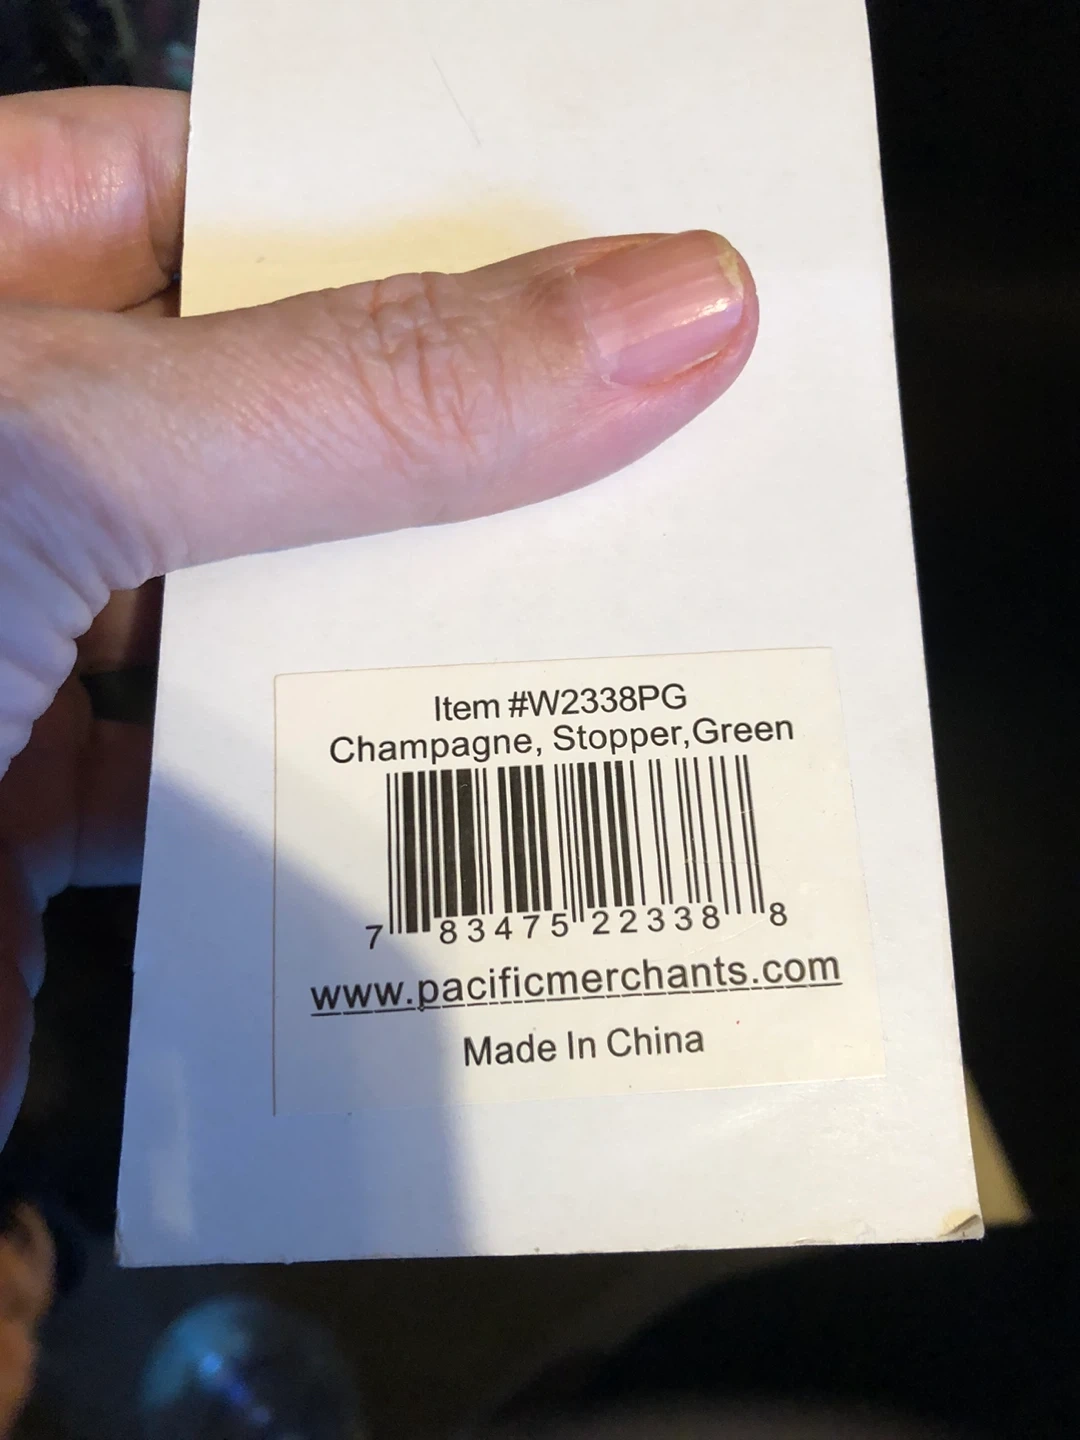 Item #W2338PG
Champagne, Stopper,Green
7 83475 22338 8
www.pacificmerchants.com
Made In China